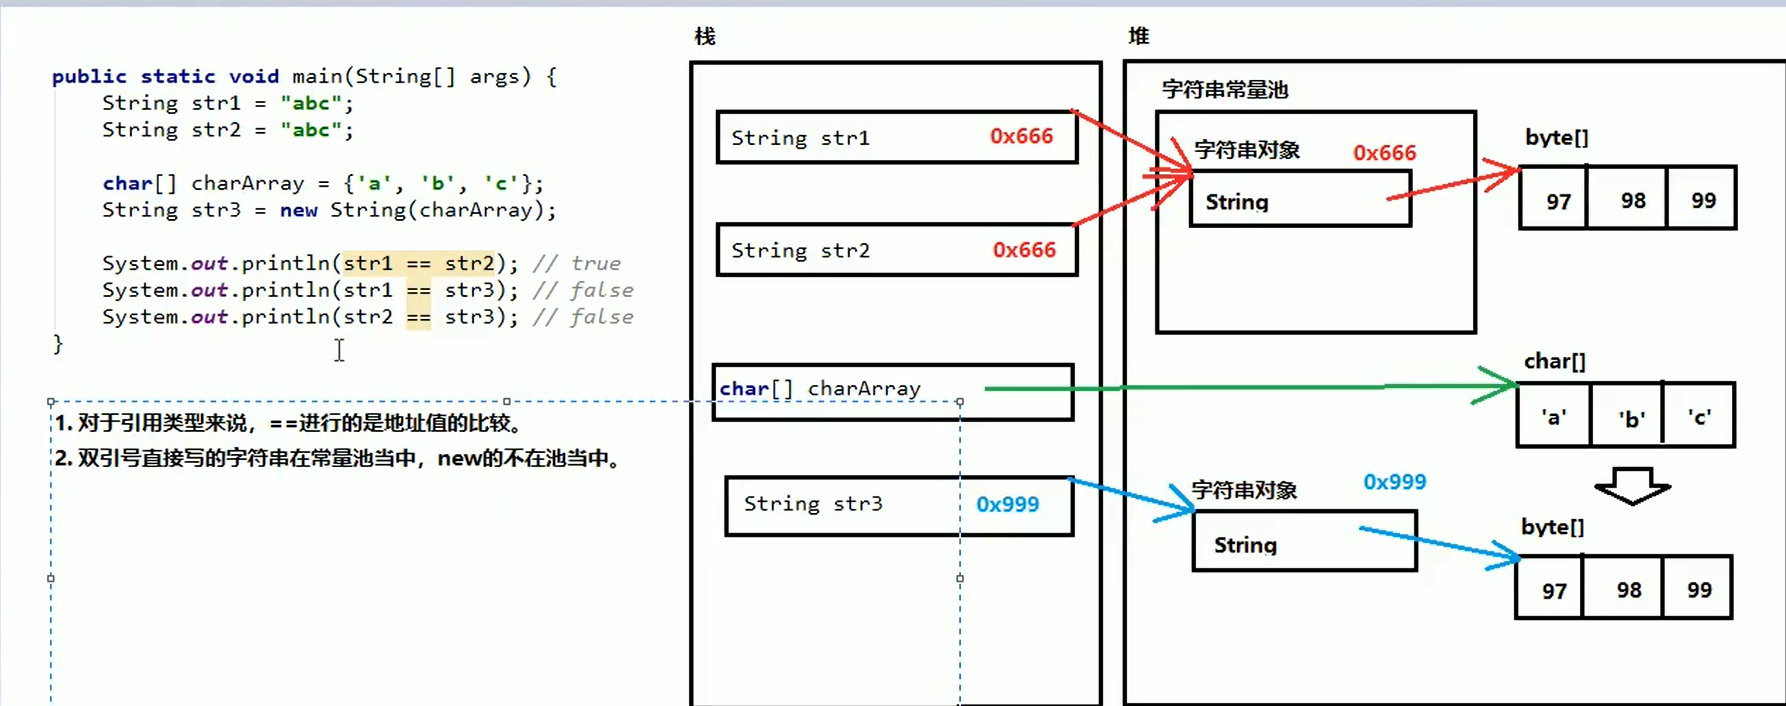 public static void main(String[] args) {
String str1 = "abc";
String str2 = "abc";
char[] charArray = {'a', 'b', 'c'};
String str3 = new String(charArray);
System.out.println(str1 == str2); // true
System.out.println(str1 == str3); // false
System.out.println(str2 == str3); // false
}
1. 对于引用类型来说，==进行的是地址值的比较。
2. 双引号直接写的字符串在常量池当中，new的不在池当中。
栈
String str1 0x666
String str2 0x666
char[] charArray
String str3 0x999
堆
字符串常量池
字符串对象 0x666
String
byte[]
97 98 99
char[]
'a' 'b' 'c'
字符串对象 0x999
String
byte[]
97 98 99